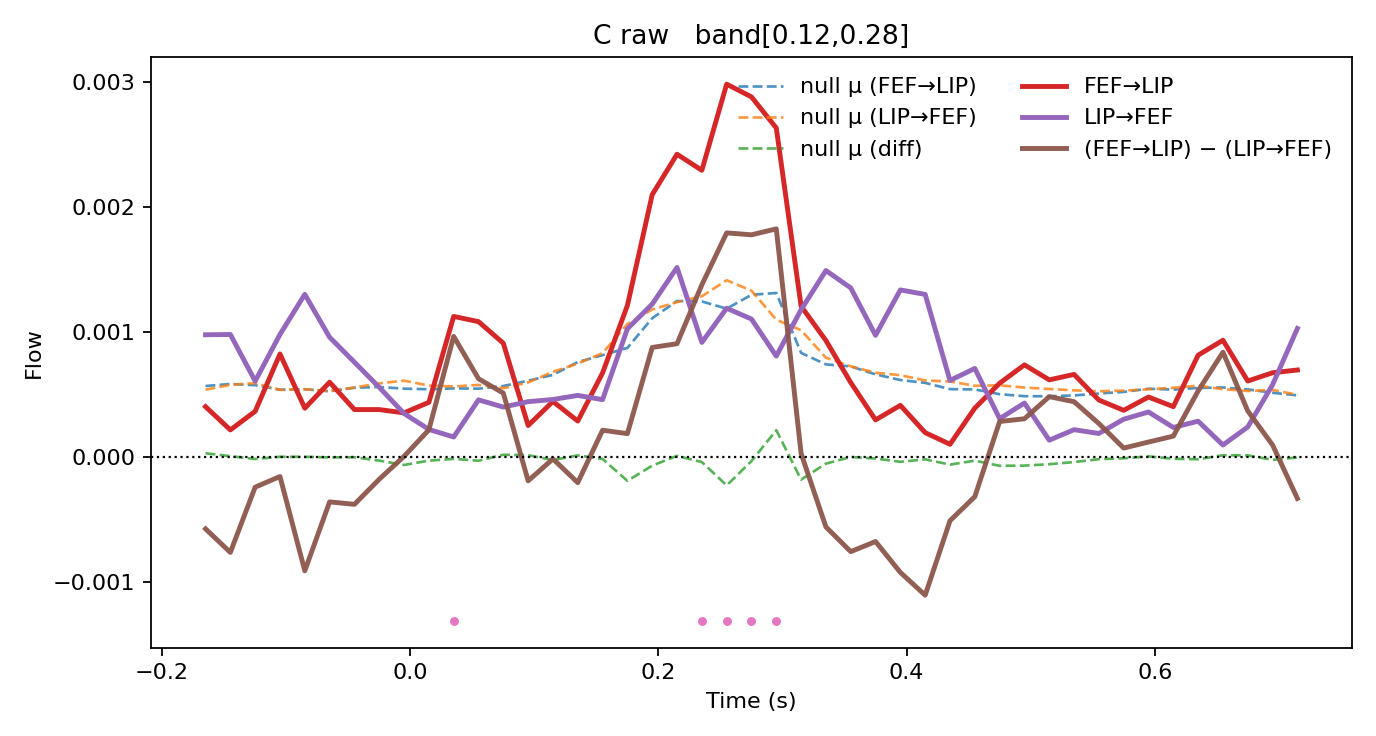 C raw   band[0.12,0.28]
null μ (FEF→LIP)
null μ (LIP→FEF)
null μ (diff)
FEF→LIP
LIP→FEF
(FEF→LIP) − (LIP→FEF)
Flow
0.003
0.002
0.001
0.000
−0.001
−0.2
0.0
0.2
0.4
0.6
Time (s)